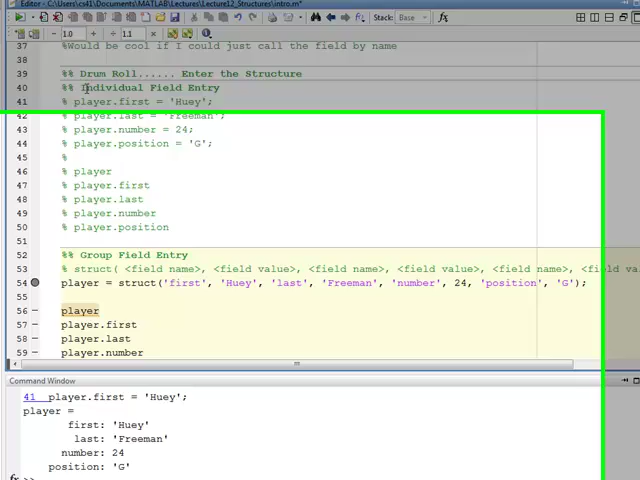 Editor - C:\Users\cs41\Documents\MATLAB\Lectures\Lecture12_Structures\intro.m*
Stack: Base
1.0 ÷ 1.1
37 %Would be cool if I could just call the field by name
38
39 %% Drum Roll...... Enter the Structure
40 %% Individual Field Entry
41 % player.first = 'Huey';
42 % player.last = 'Freeman';
43 % player.number = 24;
44 % player.position = 'G';
45 %
46 % player
47 % player.first
48 % player.last
49 % player.number
50 % player.position
51
52 %% Group Field Entry
53 % struct( <field name>, <field value>, <field name>, <field value>, <field name>, <field val
54 player = struct('first', 'Huey', 'last', 'Freeman', 'number', 24, 'position', 'G');
55
56 player
57 player.first
58 player.last
59 player.number
Command Window
41 player.first = 'Huey';
player =
first: 'Huey'
last: 'Freeman'
number: 24
position: 'G'
fx >>